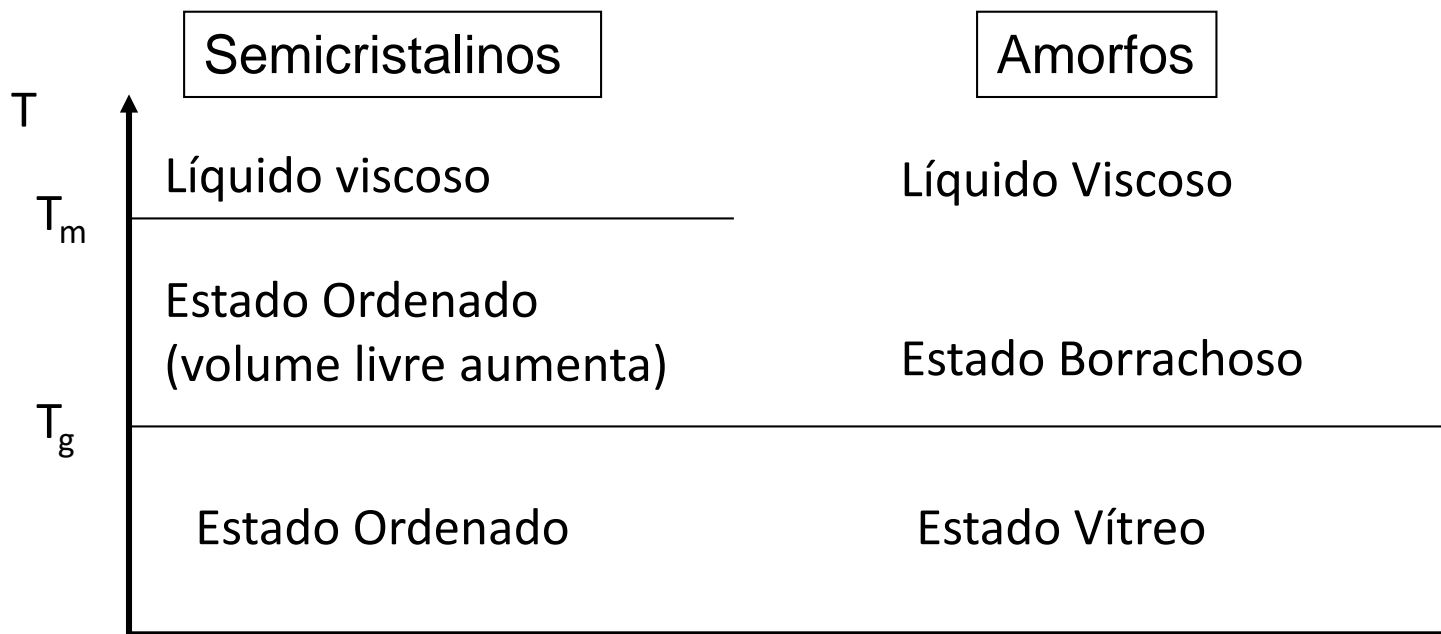 Semicristalinos
Amorfos
T
Líquido viscoso
Líquido Viscoso
Tm
Estado Ordenado
(volume livre aumenta)
Estado Borrachoso
Tg
Estado Ordenado
Estado Vítreo